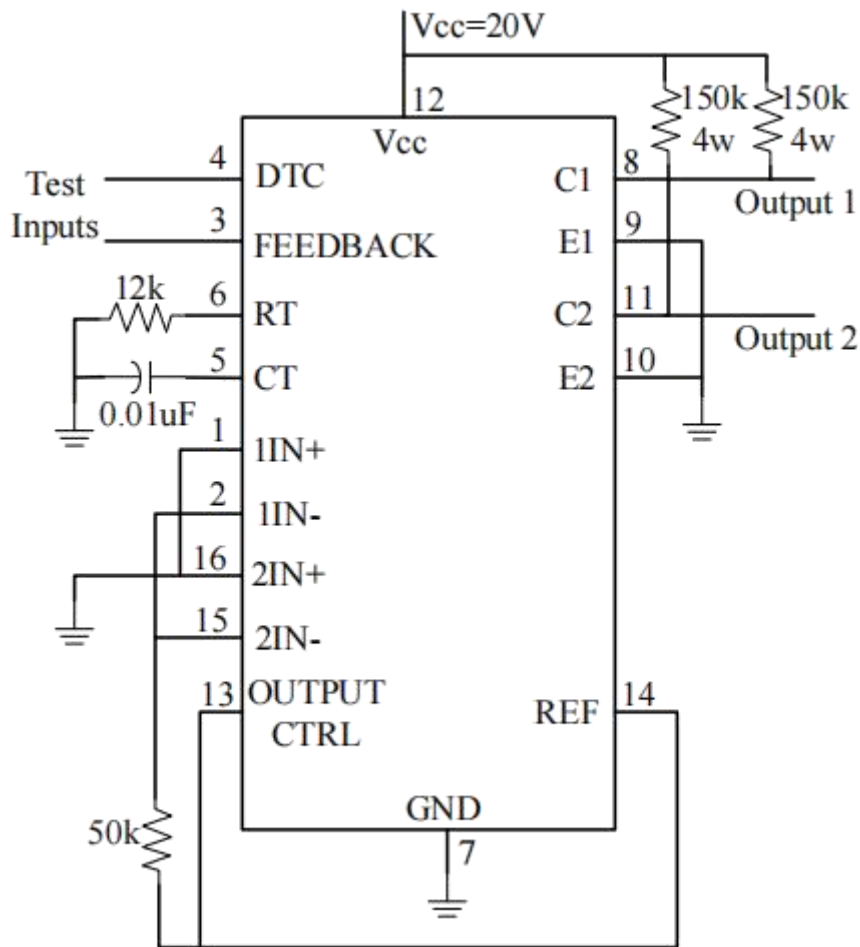 Vcc=20V
12
Vcc
150k
4w
150k
4w
Test
Inputs
4
DTC
3
FEEDBACK
12k
6
RT
5
CT
0.01uF
1
1IN+
2
1IN-
16
2IN+
15
2IN-
13
OUTPUT
CTRL
50k
C1
8
Output 1
E1
9
C2
11
Output 2
E2
10
REF
14
GND
7